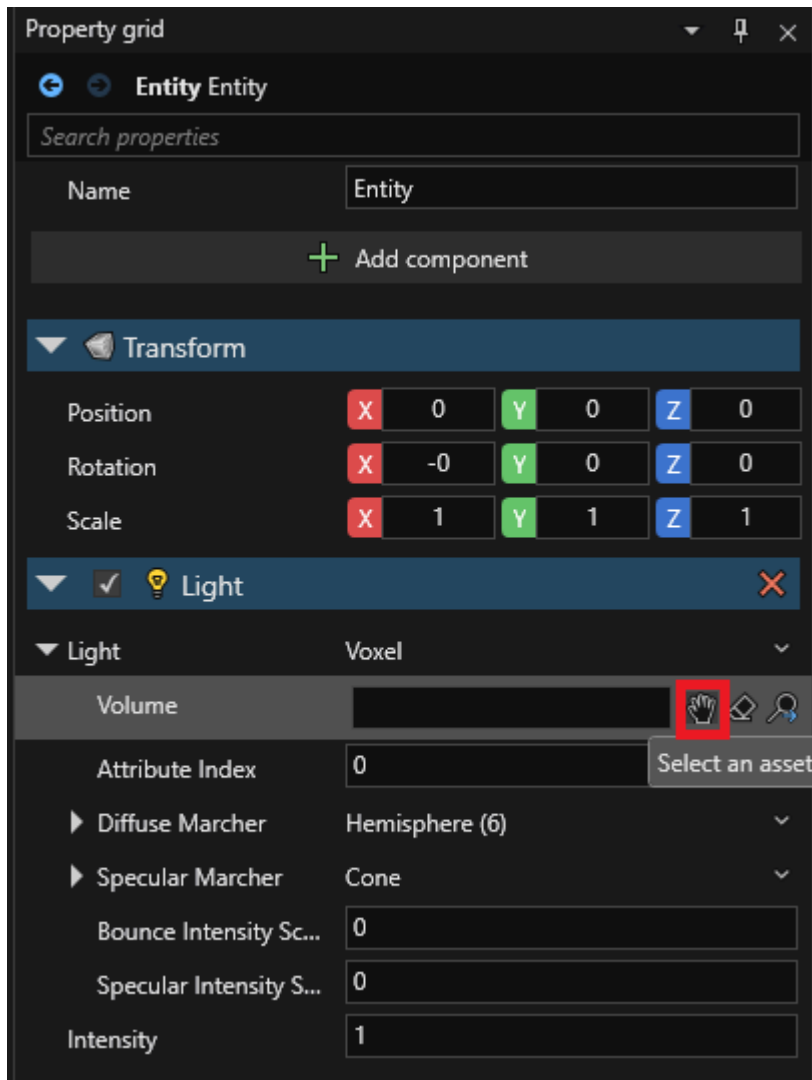 Property grid
Entity Entity
Search properties
Name Entity
Add component
Transform
Position X 0 Y 0 Z 0
Rotation X -0 Y 0 Z 0
Scale X 1 Y 1 Z 1
Light
Light Voxel
Volume
Attribute Index 0 Select an asset
Diffuse Marcher Hemisphere (6)
Specular Marcher Cone
Bounce Intensity Sc... 0
Specular Intensity S... 0
Intensity 1